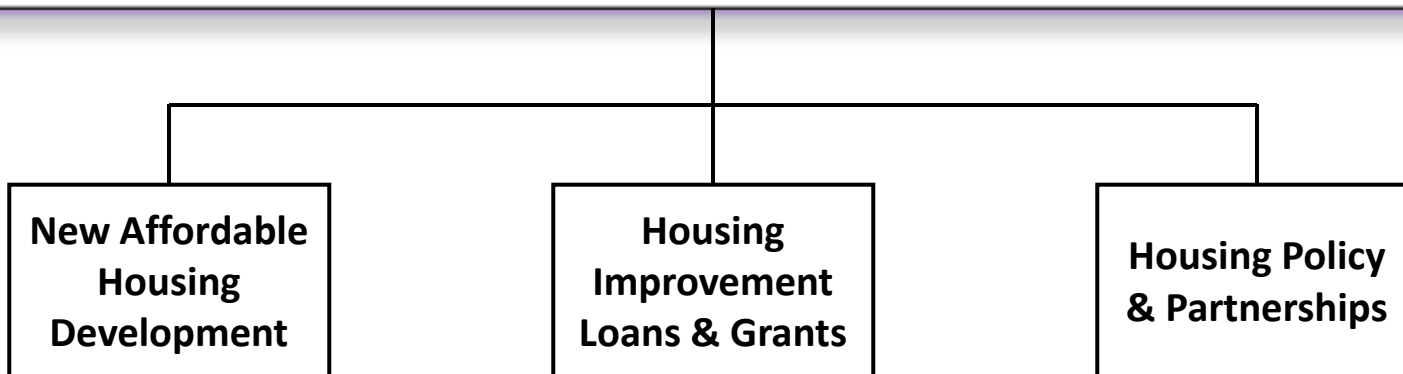 New Affordable
Housing
Development
Housing
Improvement
Loans & Grants
Housing Policy
& Partnerships